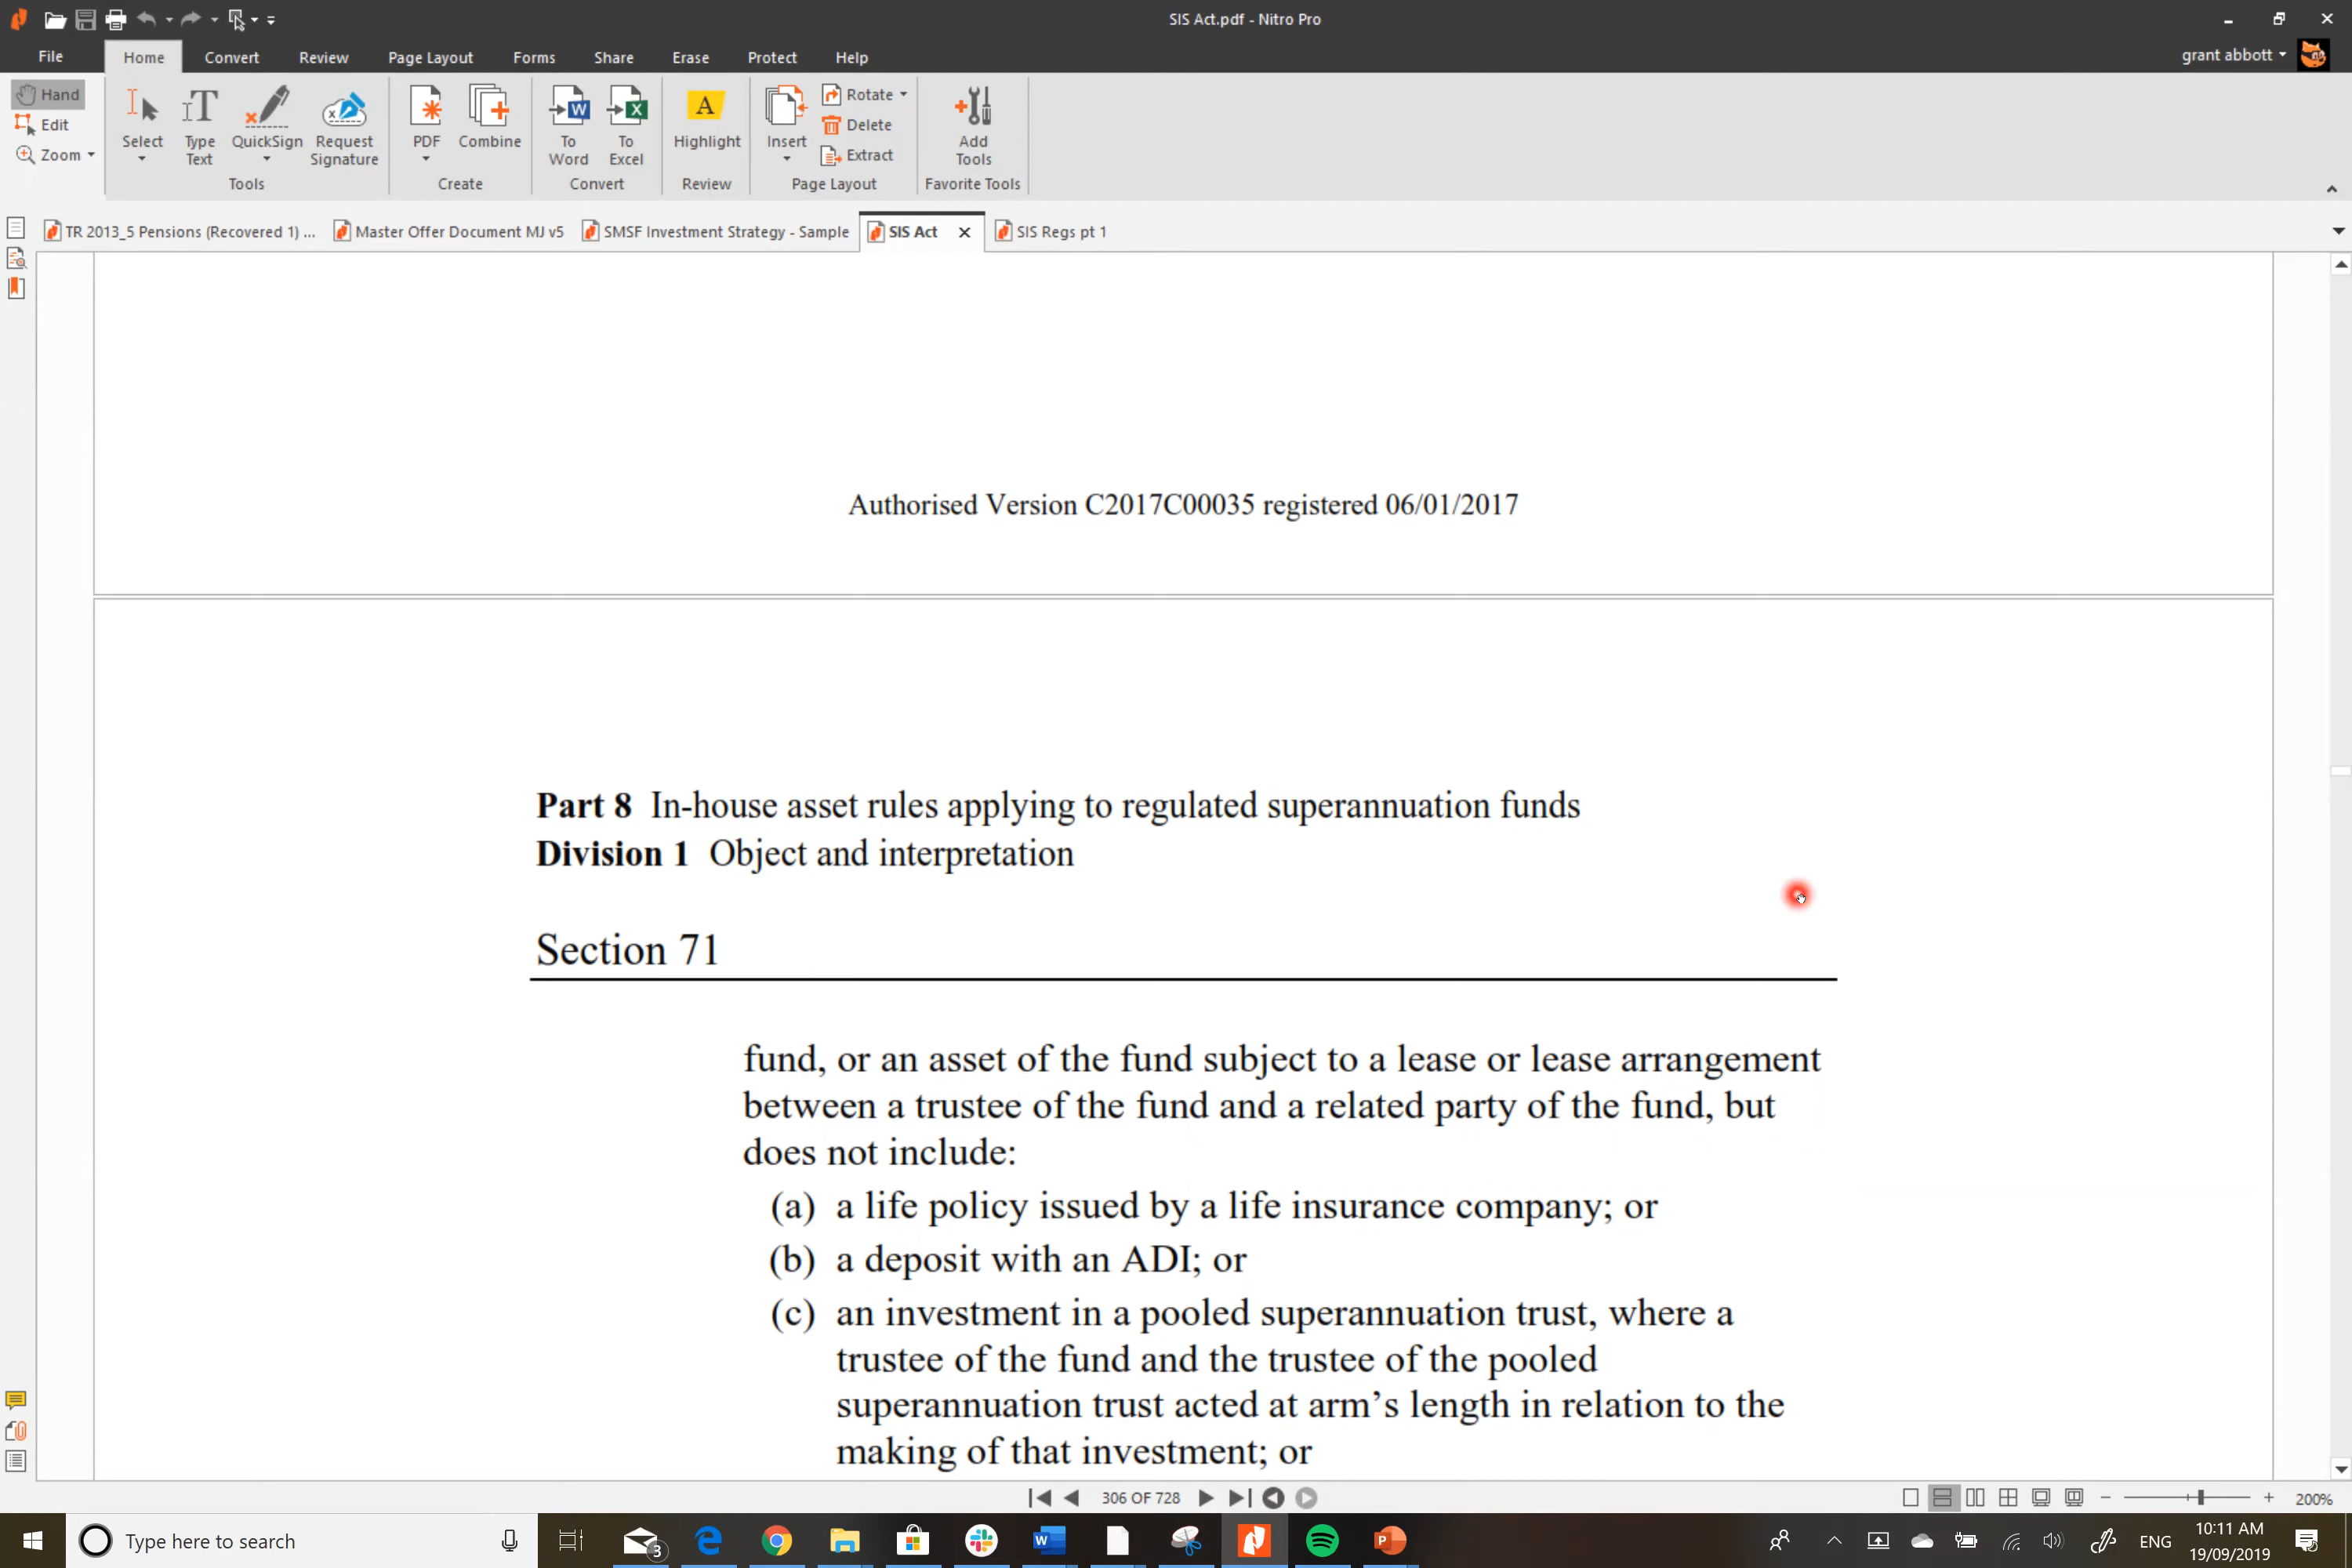 SIS Act.pdf - Nitro Pro
File Home Convert Review Page Layout Forms Share Erase Protect Help grant abbott
Hand
Edit
Zoom
Select
Type Text
QuickSign
Request Signature
Tools
PDF
Combine
Create
To Word
To Excel
Convert
Highlight
Review
Insert
Rotate
Delete
Extract
Page Layout
Add Tools
Favorite Tools
TR 2013_5 Pensions (Recovered 1) ... Master Offer Document MJ v5 SMSF Investment Strategy - Sample SIS Act SIS Regs pt 1
Authorised Version C2017C00035 registered 06/01/2017
Part 8 In-house asset rules applying to regulated superannuation funds
Division 1 Object and interpretation
Section 71
fund, or an asset of the fund subject to a lease or lease arrangement
between a trustee of the fund and a related party of the fund, but
does not include:
(a) a life policy issued by a life insurance company; or
(b) a deposit with an ADI; or
(c) an investment in a pooled superannuation trust, where a
trustee of the fund and the trustee of the pooled
superannuation trust acted at arm's length in relation to the
making of that investment; or
306 OF 728
200%
Type here to search
3
ENG
10:11 AM
19/09/2019